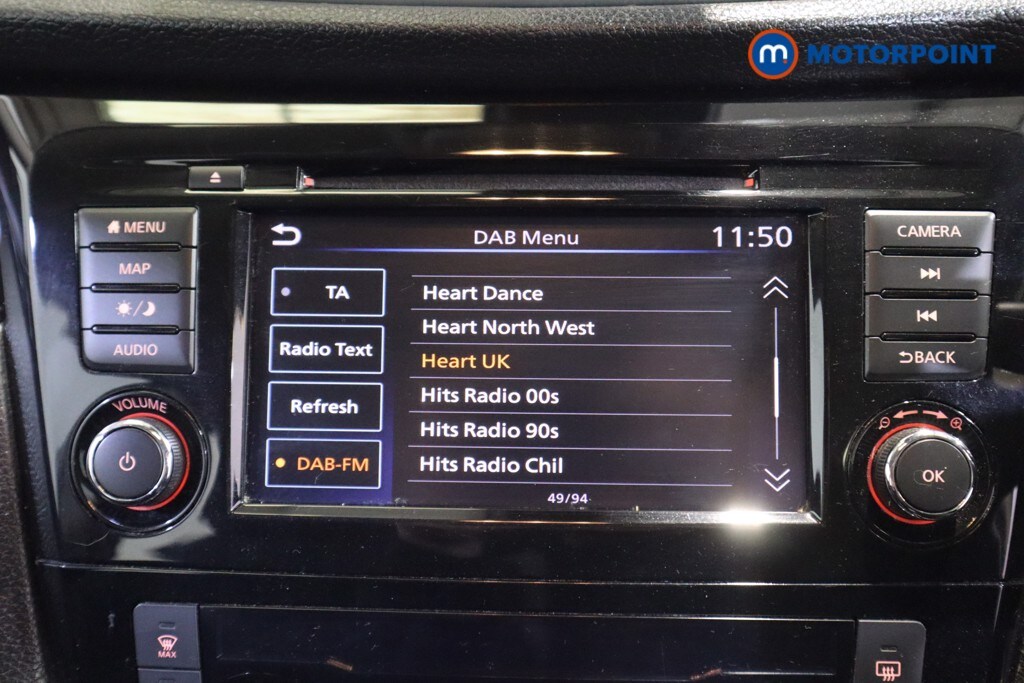 m. MOTORPOINT
MENU
MAP
AUDIO
VOLUME
DAB Menu
11:50
TA
Radio Text
Refresh
DAB-FM
Heart Dance
Heart North West
Heart UK
Hits Radio 00s
Hits Radio 90s
Hits Radio Chil
49/94
CAMERA
BACK
OK
MAX